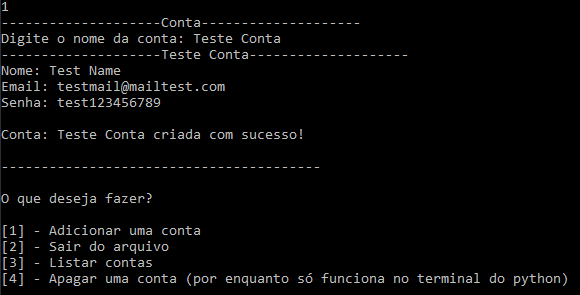 1
--------------------Conta--------------------
Digite o nome da conta: Teste Conta
--------------------Teste Conta--------------------
Nome: Test Name
Email: testmail@mailtest.com
Senha: test123456789
Conta: Teste Conta criada com sucesso!
----------------------------------------
O que deseja fazer?
[1] - Adicionar uma conta
[2] - Sair do arquivo
[3] - Listar contas
[4] - Apagar uma conta (por enquanto só funciona no terminal do python)